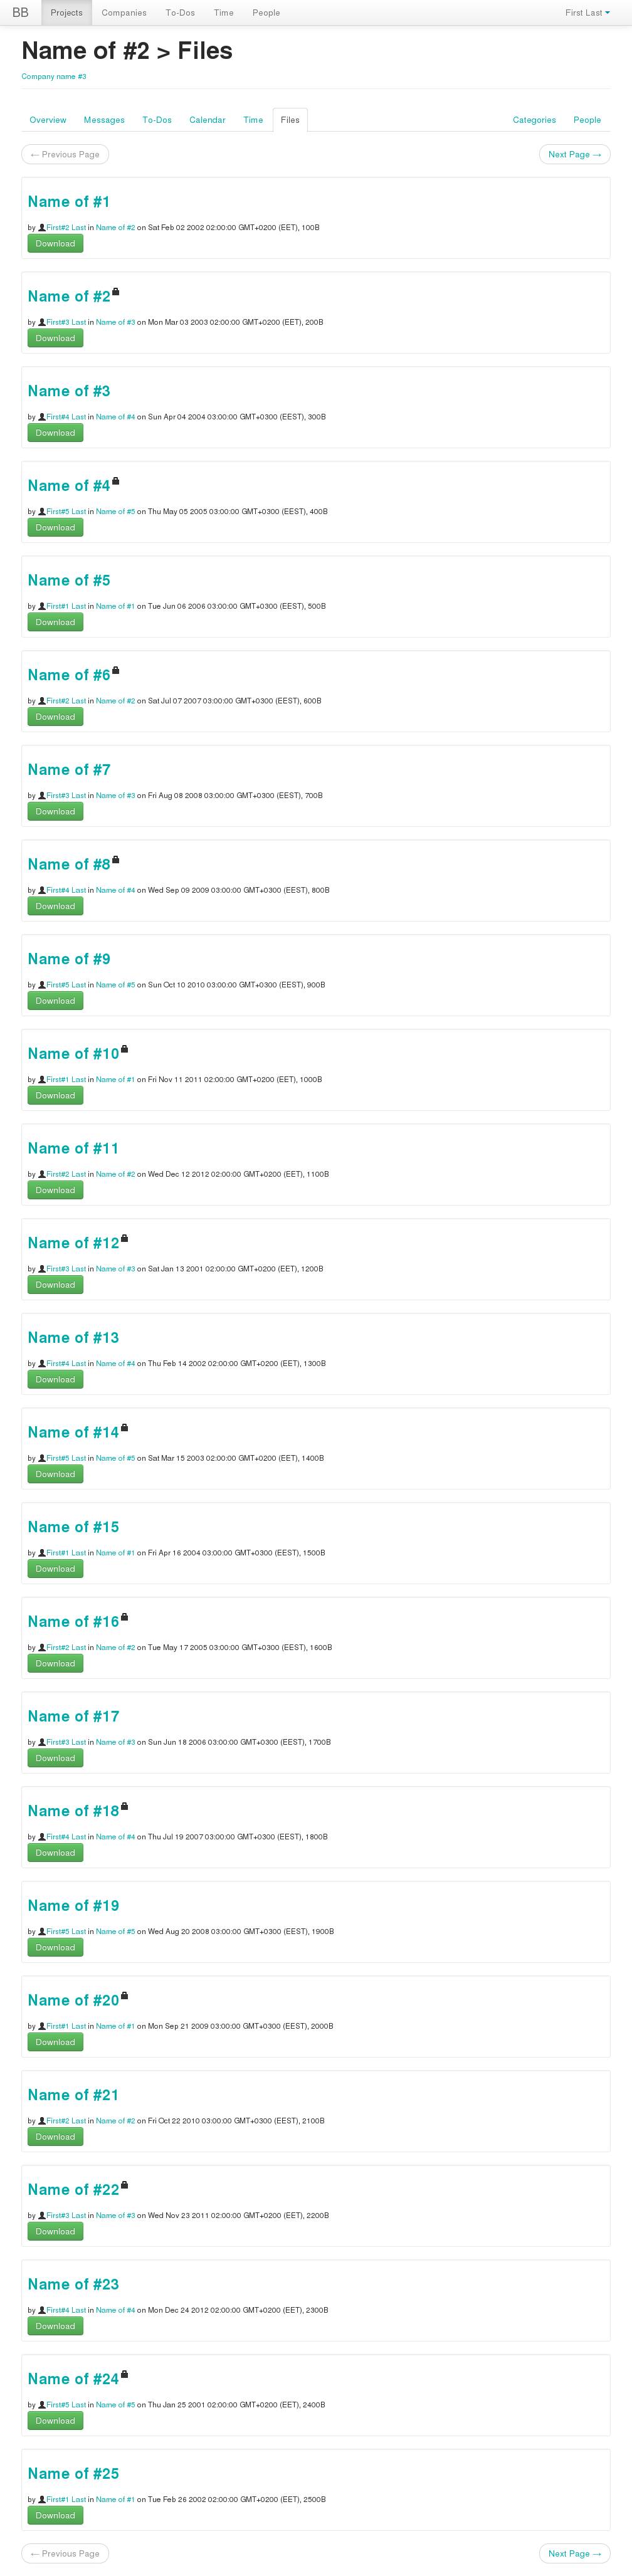 BB Projects Companies To-Dos Time People First Last
Name of #2 > Files
Company name #3
Overview Messages To-Dos Calendar Time Files Categories People
← Previous Page Next Page →
Name of #1
by First#2 Last in Name of #2 on Sat Feb 02 2002 02:00:00 GMT+0200 (EET), 100B
Download
Name of #2
by First#3 Last in Name of #3 on Mon Mar 03 2003 02:00:00 GMT+0200 (EET), 200B
Download
Name of #3
by First#4 Last in Name of #4 on Sun Apr 04 2004 03:00:00 GMT+0300 (EEST), 300B
Download
Name of #4
by First#5 Last in Name of #5 on Thu May 05 2005 03:00:00 GMT+0300 (EEST), 400B
Download
Name of #5
by First#1 Last in Name of #1 on Tue Jun 06 2006 03:00:00 GMT+0300 (EEST), 500B
Download
Name of #6
by First#2 Last in Name of #2 on Sat Jul 07 2007 03:00:00 GMT+0300 (EEST), 600B
Download
Name of #7
by First#3 Last in Name of #3 on Fri Aug 08 2008 03:00:00 GMT+0300 (EEST), 700B
Download
Name of #8
by First#4 Last in Name of #4 on Wed Sep 09 2009 03:00:00 GMT+0300 (EEST), 800B
Download
Name of #9
by First#5 Last in Name of #5 on Sun Oct 10 2010 03:00:00 GMT+0300 (EEST), 900B
Download
Name of #10
by First#1 Last in Name of #1 on Fri Nov 11 2011 02:00:00 GMT+0200 (EET), 1000B
Download
Name of #11
by First#2 Last in Name of #2 on Wed Dec 12 2012 02:00:00 GMT+0200 (EET), 1100B
Download
Name of #12
by First#3 Last in Name of #3 on Sat Jan 13 2001 02:00:00 GMT+0200 (EET), 1200B
Download
Name of #13
by First#4 Last in Name of #4 on Thu Feb 14 2002 02:00:00 GMT+0200 (EET), 1300B
Download
Name of #14
by First#5 Last in Name of #5 on Sat Mar 15 2003 02:00:00 GMT+0200 (EET), 1400B
Download
Name of #15
by First#1 Last in Name of #1 on Fri Apr 16 2004 03:00:00 GMT+0300 (EEST), 1500B
Download
Name of #16
by First#2 Last in Name of #2 on Tue May 17 2005 03:00:00 GMT+0300 (EEST), 1600B
Download
Name of #17
by First#3 Last in Name of #3 on Sun Jun 18 2006 03:00:00 GMT+0300 (EEST), 1700B
Download
Name of #18
by First#4 Last in Name of #4 on Thu Jul 19 2007 03:00:00 GMT+0300 (EEST), 1800B
Download
Name of #19
by First#5 Last in Name of #5 on Wed Aug 20 2008 03:00:00 GMT+0300 (EEST), 1900B
Download
Name of #20
by First#1 Last in Name of #1 on Mon Sep 21 2009 03:00:00 GMT+0300 (EEST), 2000B
Download
Name of #21
by First#2 Last in Name of #2 on Fri Oct 22 2010 03:00:00 GMT+0300 (EEST), 2100B
Download
Name of #22
by First#3 Last in Name of #3 on Wed Nov 23 2011 02:00:00 GMT+0200 (EET), 2200B
Download
Name of #23
by First#4 Last in Name of #4 on Mon Dec 24 2012 02:00:00 GMT+0200 (EET), 2300B
Download
Name of #24
by First#5 Last in Name of #5 on Thu Jan 25 2001 02:00:00 GMT+0200 (EET), 2400B
Download
Name of #25
by First#1 Last in Name of #1 on Tue Feb 26 2002 02:00:00 GMT+0200 (EET), 2500B
Download
← Previous Page Next Page →